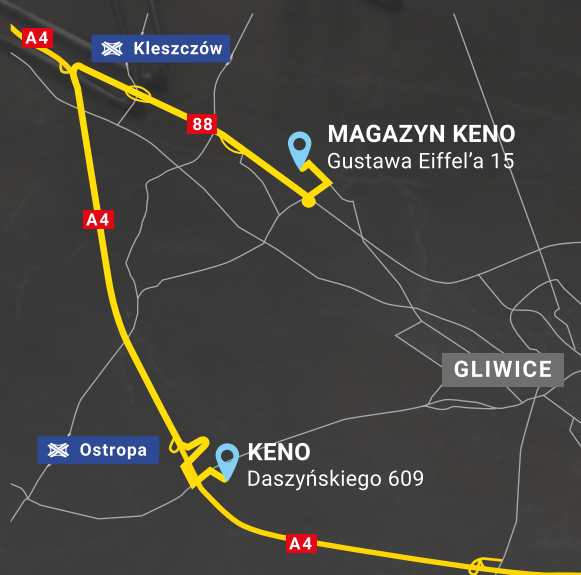 A4
Kleszczów
88
MAGAZYN KENO
Gustawa Eiffel’a 15
A4
GLIWICE
Ostropa
KENO
Daszyńskiego 609
A4